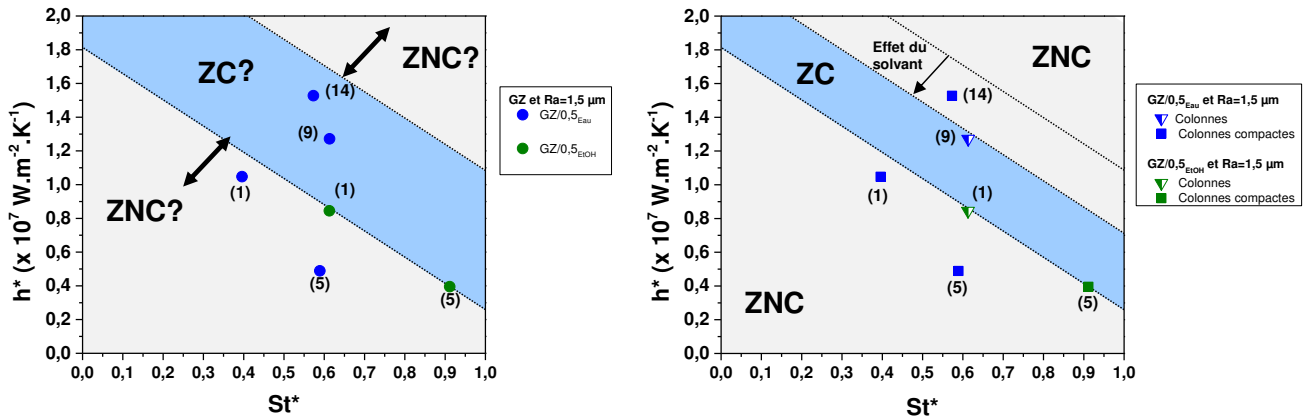 2,0
1,8
1,6
1,4
1,2
1,0
0,8
0,6
0,4
0,2
0,0
h* (x 10⁷ W.m⁻².K⁻¹)
ZNC?
ZC?
(14)
(9)
(1)
(1)
ZNC?
(5)
(5)
0,0 0,1 0,2 0,3 0,4 0,5 0,6 0,7 0,8 0,9 1,0
St*
GZ et Ra=1,5 µm
GZ/0,5Eau
GZ/0,5EtOH
2,0
1,8
1,6
1,4
1,2
1,0
0,8
0,6
0,4
0,2
0,0
h* (x 10⁷ W.m⁻².K⁻¹)
Effet du
solvant
ZNC
ZC
(14)
(9)
(1)
(1)
(5)
(5)
ZNC
0,0 0,1 0,2 0,3 0,4 0,5 0,6 0,7 0,8 0,9 1,0
St*
GZ/0,5Eau et Ra=1,5 µm
Colonnes
Colonnes compactes
GZ/0,5EtOH et Ra=1,5 µm
Colonnes
Colonnes compactes